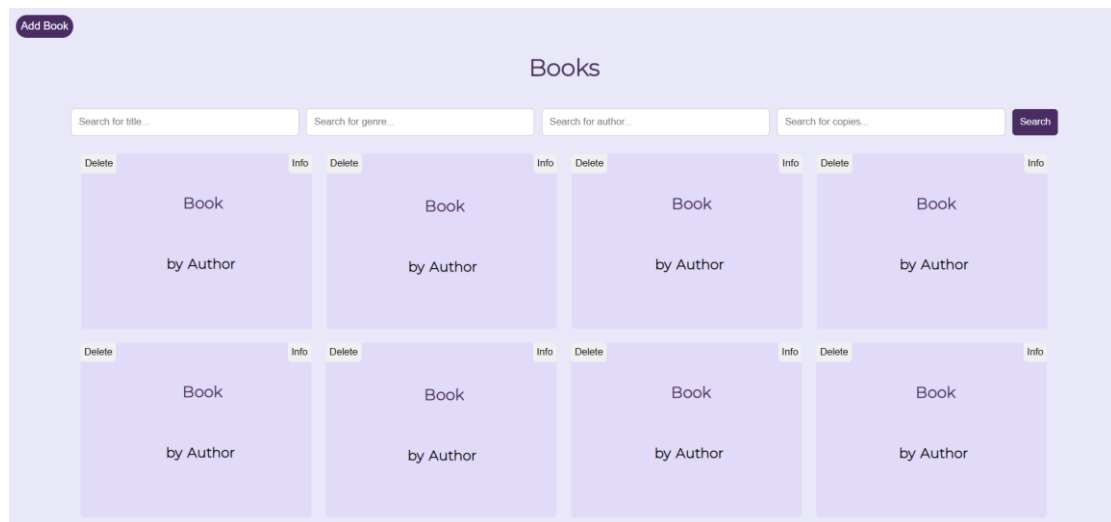 Add Book
Books
Search for title... Search for genre... Search for author... Search for copies... Search
Delete Info Delete Info Delete Info Delete Info
Book Book Book Book
by Author by Author by Author by Author
Delete Info Delete Info Delete Info Delete Info
Book Book Book Book
by Author by Author by Author by Author